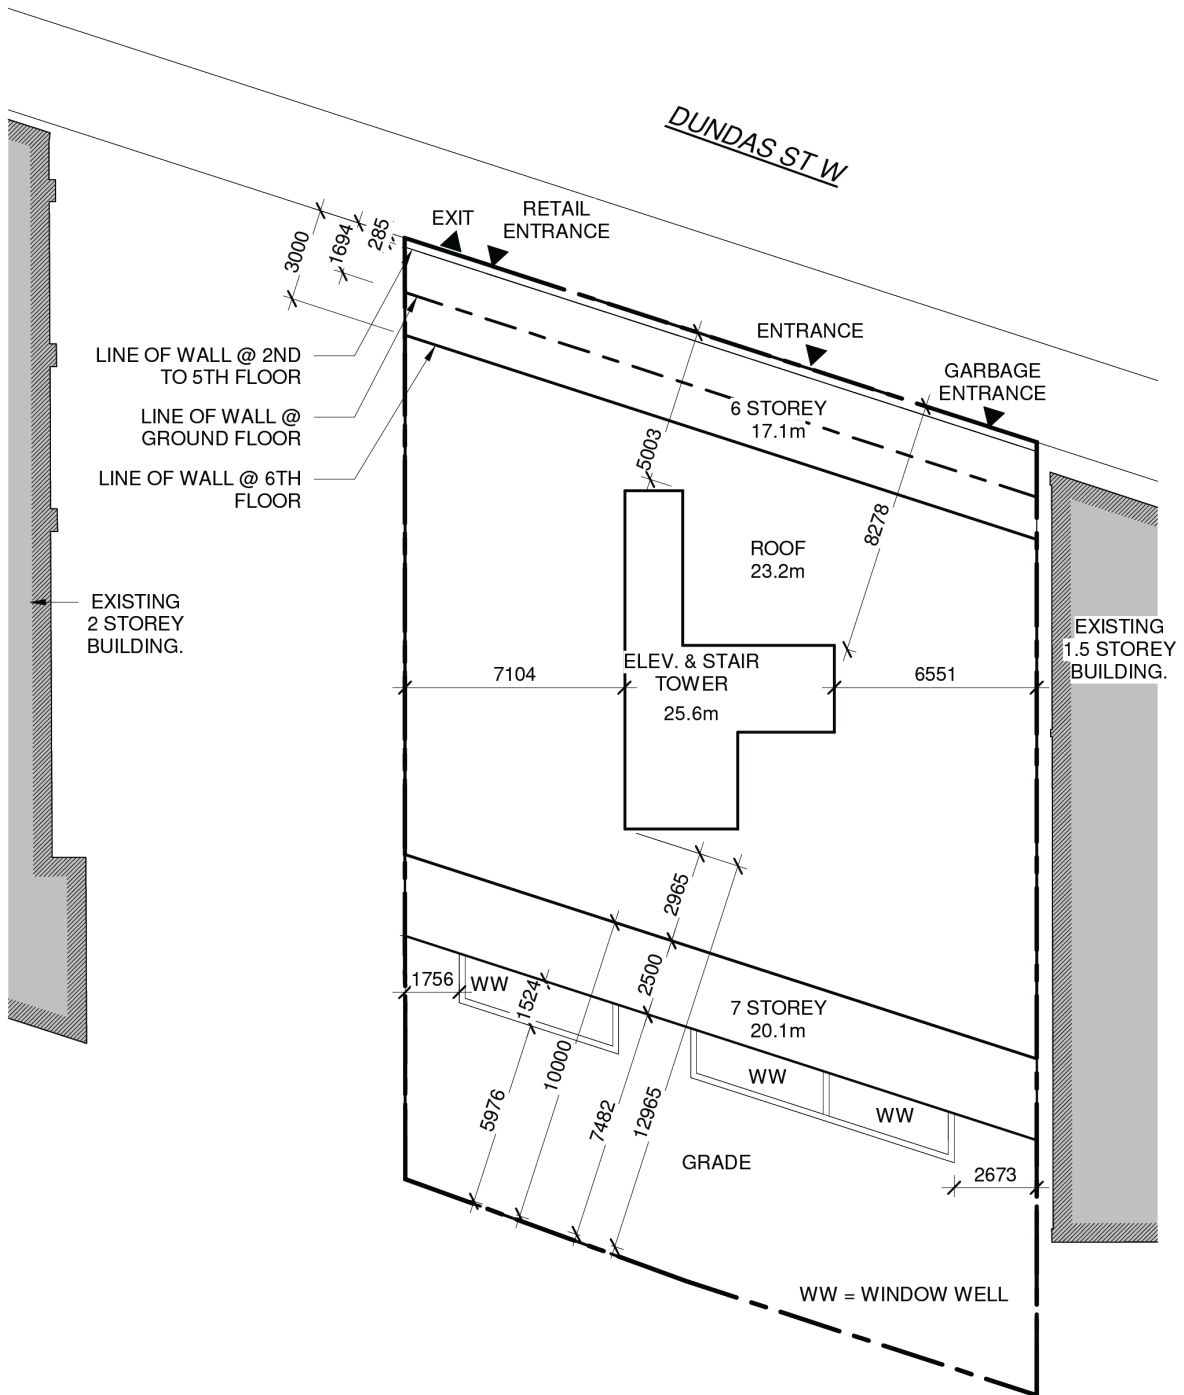 DUNDAS ST W
EXIT
RETAIL
ENTRANCE
3000
1694
285
LINE OF WALL @ 2ND
TO 5TH FLOOR
LINE OF WALL @
GROUND FLOOR
LINE OF WALL @ 6TH
FLOOR
ENTRANCE
GARBAGE
ENTRANCE
6 STOREY
17.1m
5003
8278
ROOF
23.2m
EXISTING
2 STOREY
BUILDING.
EXISTING
1.5 STOREY
BUILDING.
7104
ELEV. & STAIR
TOWER
25.6m
6551
2965
2500
1756
WW
1524
7 STOREY
20.1m
10000
5976
7482
12965
WW
WW
GRADE
2673
WW = WINDOW WELL